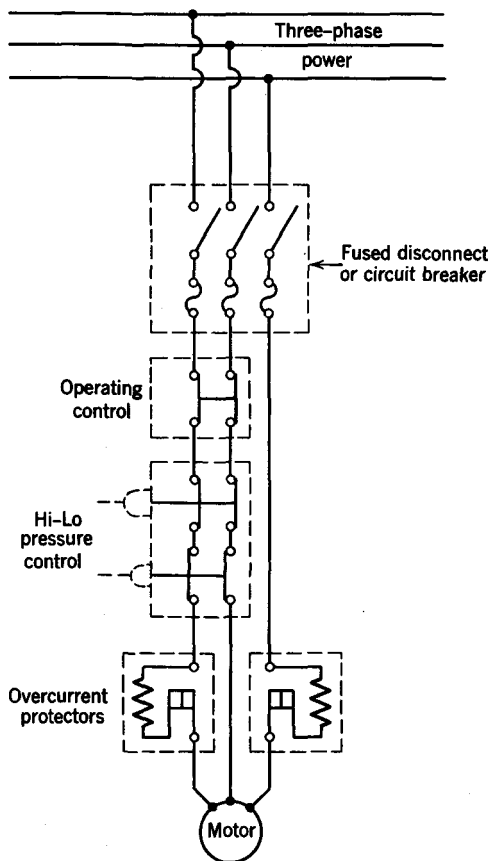 Three-phase
power
Fused disconnect
or circuit breaker
Operating
control
Hi-Lo
pressure
control
Overcurrent
protectors
Motor